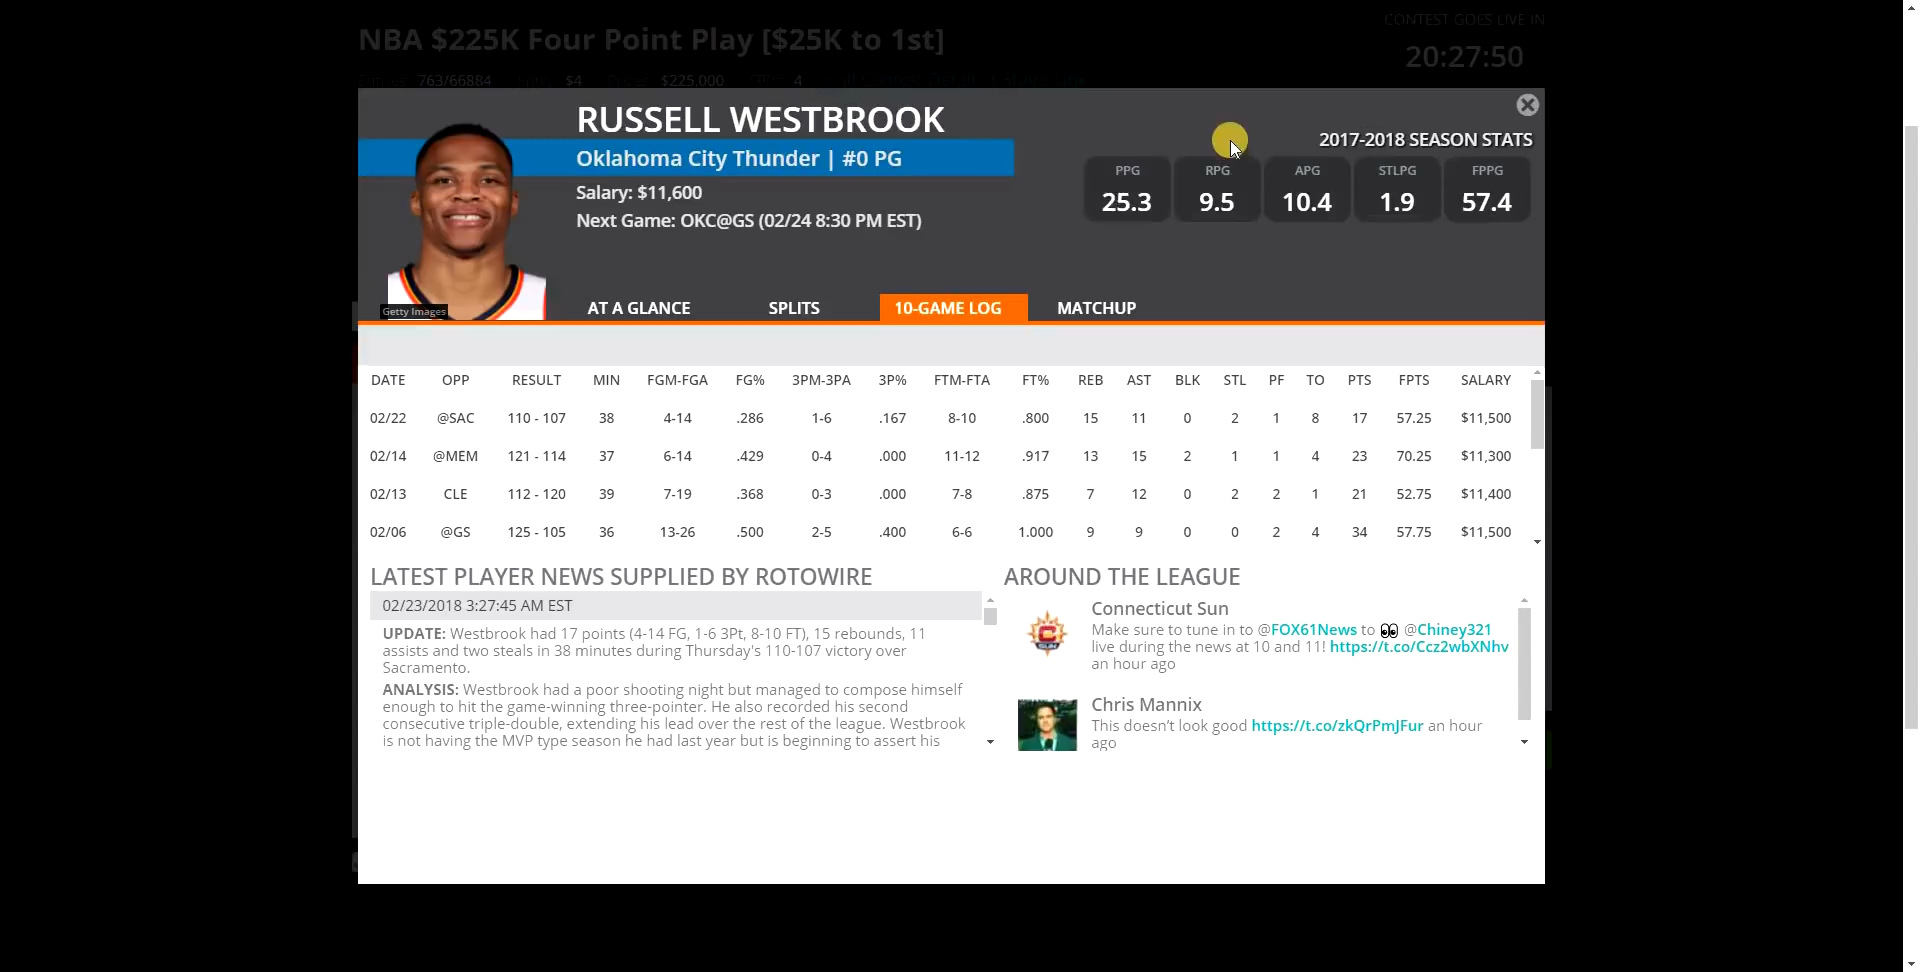 NBA $225K Four Point Play [$25K to 1st]
CONTEST GOES LIVE IN
20:27:50
763/66884 $4 $225,000 4
RUSSELL WESTBROOK
Oklahoma City Thunder | #0 PG
Salary: $11,600
Next Game: OKC@GS (02/24 8:30 PM EST)
2017-2018 SEASON STATS
PPG RPG APG STLPG FPPG
25.3 9.5 10.4 1.9 57.4
Getty Images
AT A GLANCE SPLITS 10-GAME LOG MATCHUP
DATE OPP RESULT MIN FGM-FGA FG% 3PM-3PA 3P% FTM-FTA FT% REB AST BLK STL PF TO PTS FPTS SALARY
02/22 @SAC 110 - 107 38 4-14 .286 1-6 .167 8-10 .800 15 11 0 2 1 8 17 57.25 $11,500
02/14 @MEM 121 - 114 37 6-14 .429 0-4 .000 11-12 .917 13 15 2 1 1 4 23 70.25 $11,300
02/13 CLE 112 - 120 39 7-19 .368 0-3 .000 7-8 .875 7 12 0 2 2 1 21 52.75 $11,400
02/06 @GS 125 - 105 36 13-26 .500 2-5 .400 6-6 1.000 9 9 0 0 2 4 34 57.75 $11,500
LATEST PLAYER NEWS SUPPLIED BY ROTOWIRE
02/23/2018 3:27:45 AM EST
UPDATE: Westbrook had 17 points (4-14 FG, 1-6 3Pt, 8-10 FT), 15 rebounds, 11
assists and two steals in 38 minutes during Thursday's 110-107 victory over
Sacramento.
ANALYSIS: Westbrook had a poor shooting night but managed to compose himself
enough to hit the game-winning three-pointer. He also recorded his second
consecutive triple-double, extending his lead over the rest of the league. Westbrook
is not having the MVP type season he had last year but is beginning to assert his
AROUND THE LEAGUE
Connecticut Sun
Make sure to tune in to @FOX61News to 👀 @Chiney321
live during the news at 10 and 11! https://t.co/Ccz2wbXNhv
an hour ago
Chris Mannix
This doesn't look good https://t.co/zkQrPmJFur an hour
ago